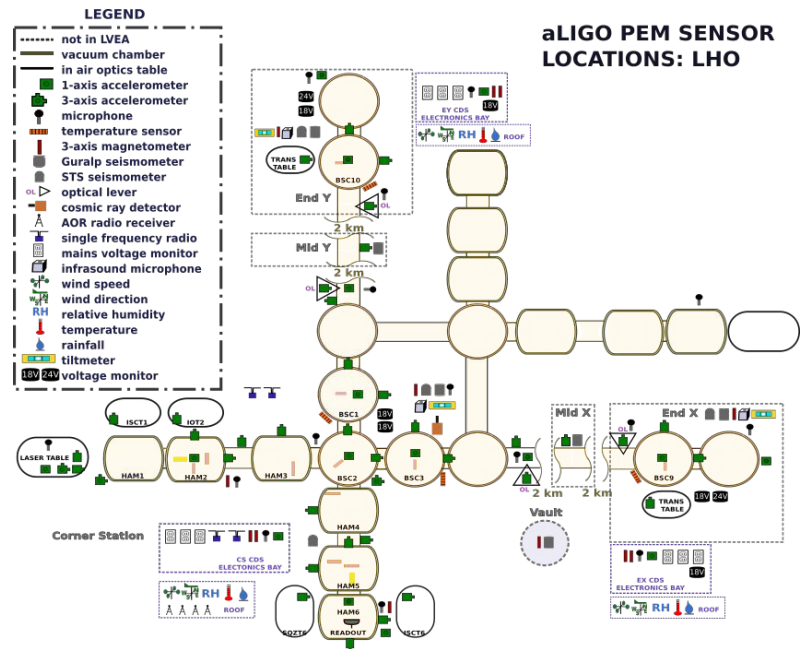 LEGEND
aLIGO PEM SENSOR
LOCATIONS: LHO
not in LVEA
vacuum chamber
in air optics table
1-axis accelerometer
3-axis accelerometer
microphone
temperature sensor
3-axis magnetometer
Guralp seismometer
STS seismometer
OL optical lever
cosmic ray detector
AOR radio receiver
single frequency radio
mains voltage monitor
infrasound microphone
wind speed
wind direction
RH relative humidity
temperature
rainfall
tiltmeter
18V 24V voltage monitor
24V
18V
TRANS
TABLE
BSC10
End Y
OL
2 km
Mid Y
2 km
OL
18V
EY CDS
ELECTRONICS BAY
RH
ROOF
ISCT1
IOT2
LASER TABLE
HAM1
HAM2
HAM3
BSC1
18V
18V
BSC2
BSC3
OL
2 km
Mid X
2 km
End X
OL
BSC9
TRANS
TABLE
18V 24V
Vault
HAM4
HAM5
HAM6
READOUT
SQZT6
ISCT6
Corner Station
CS CDS
ELECTONICS BAY
RH
ROOF
18V
EX CDS
ELECTRONICS BAY
RH
ROOF